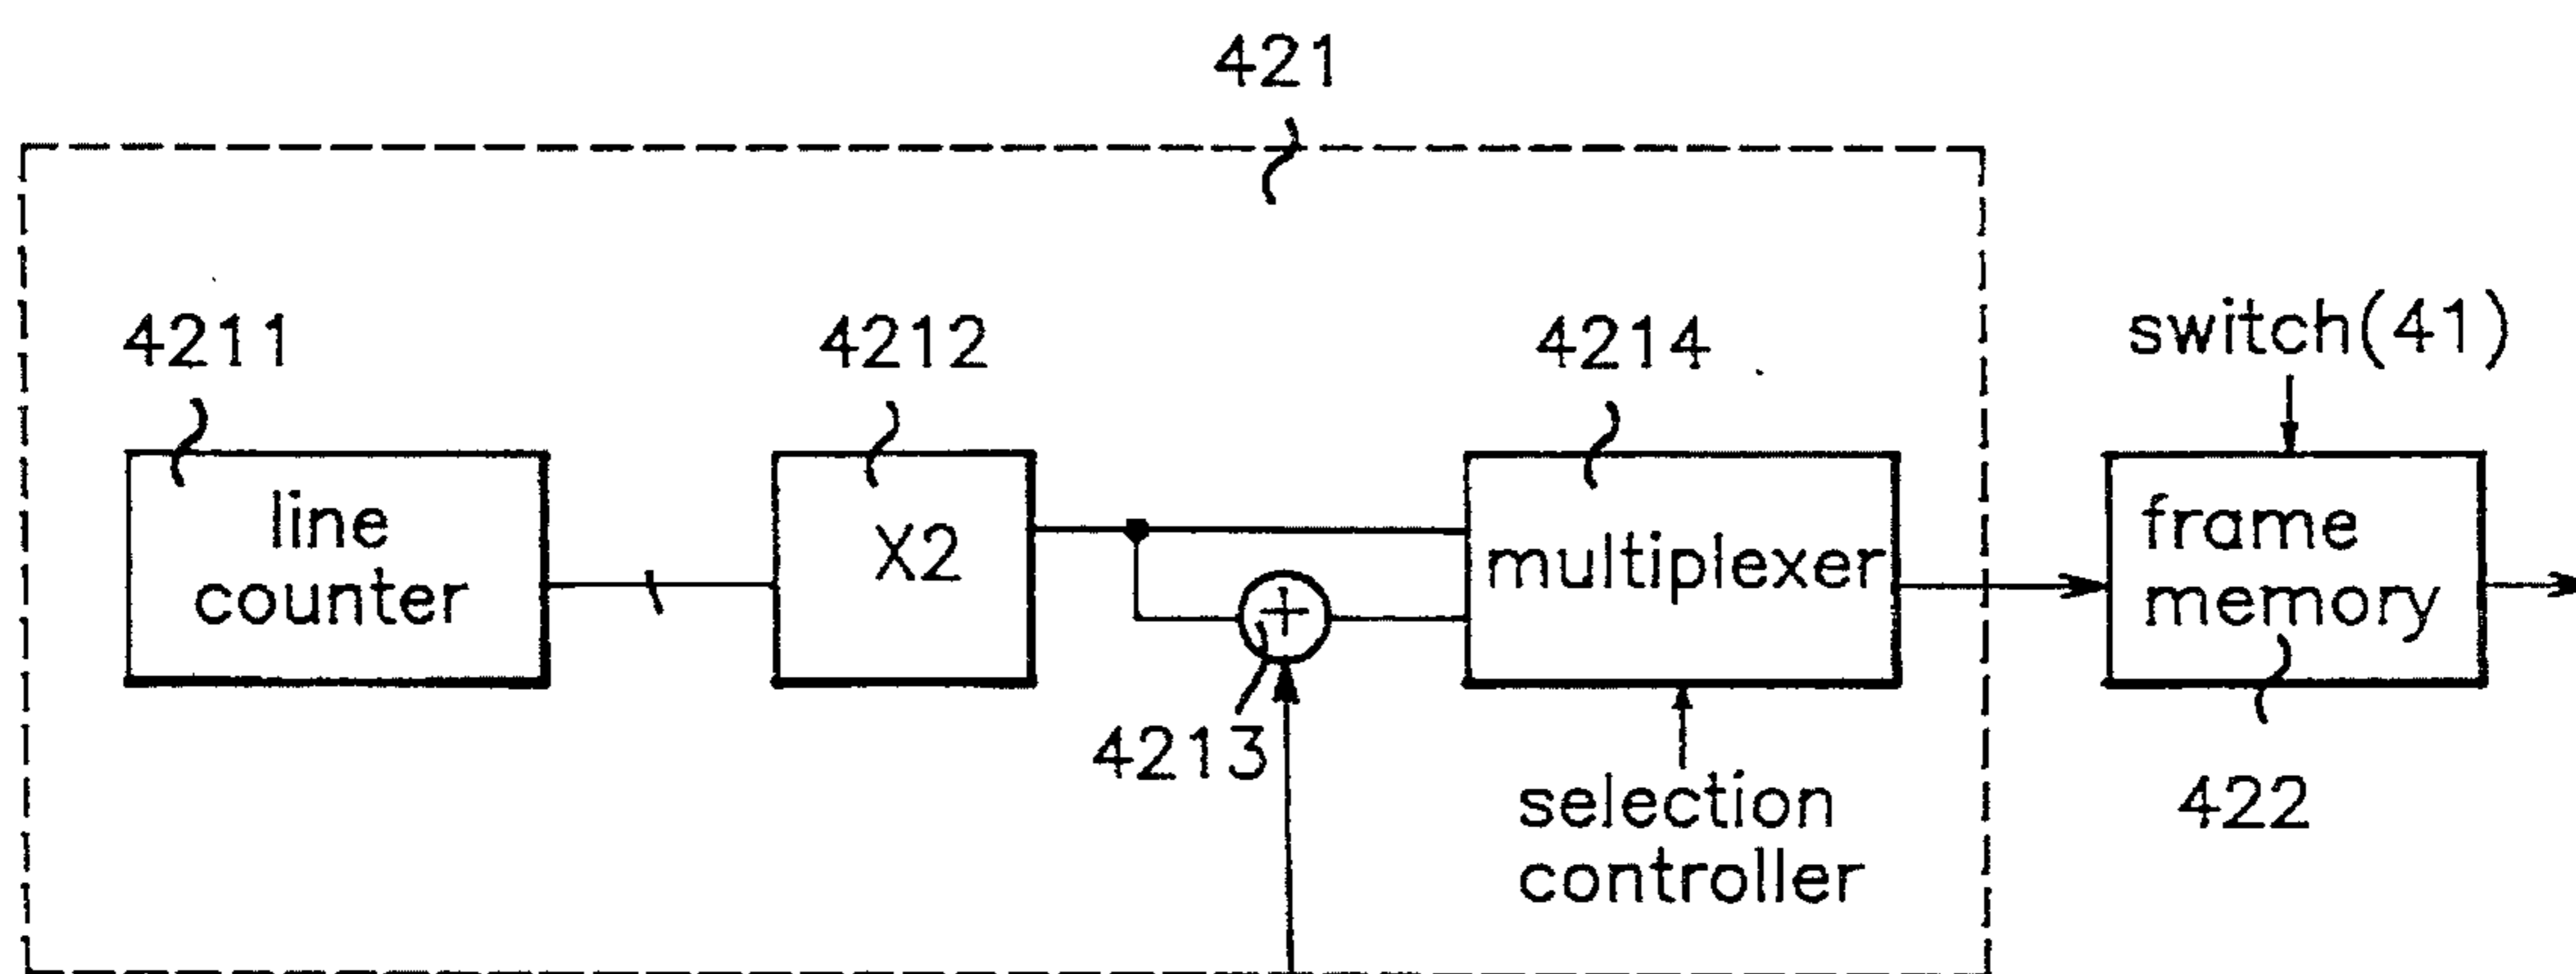 421
4211
4212
4214
switch(41)
line
counter
X2
+
multiplexer
frame
memory
4213
selection
controller
422